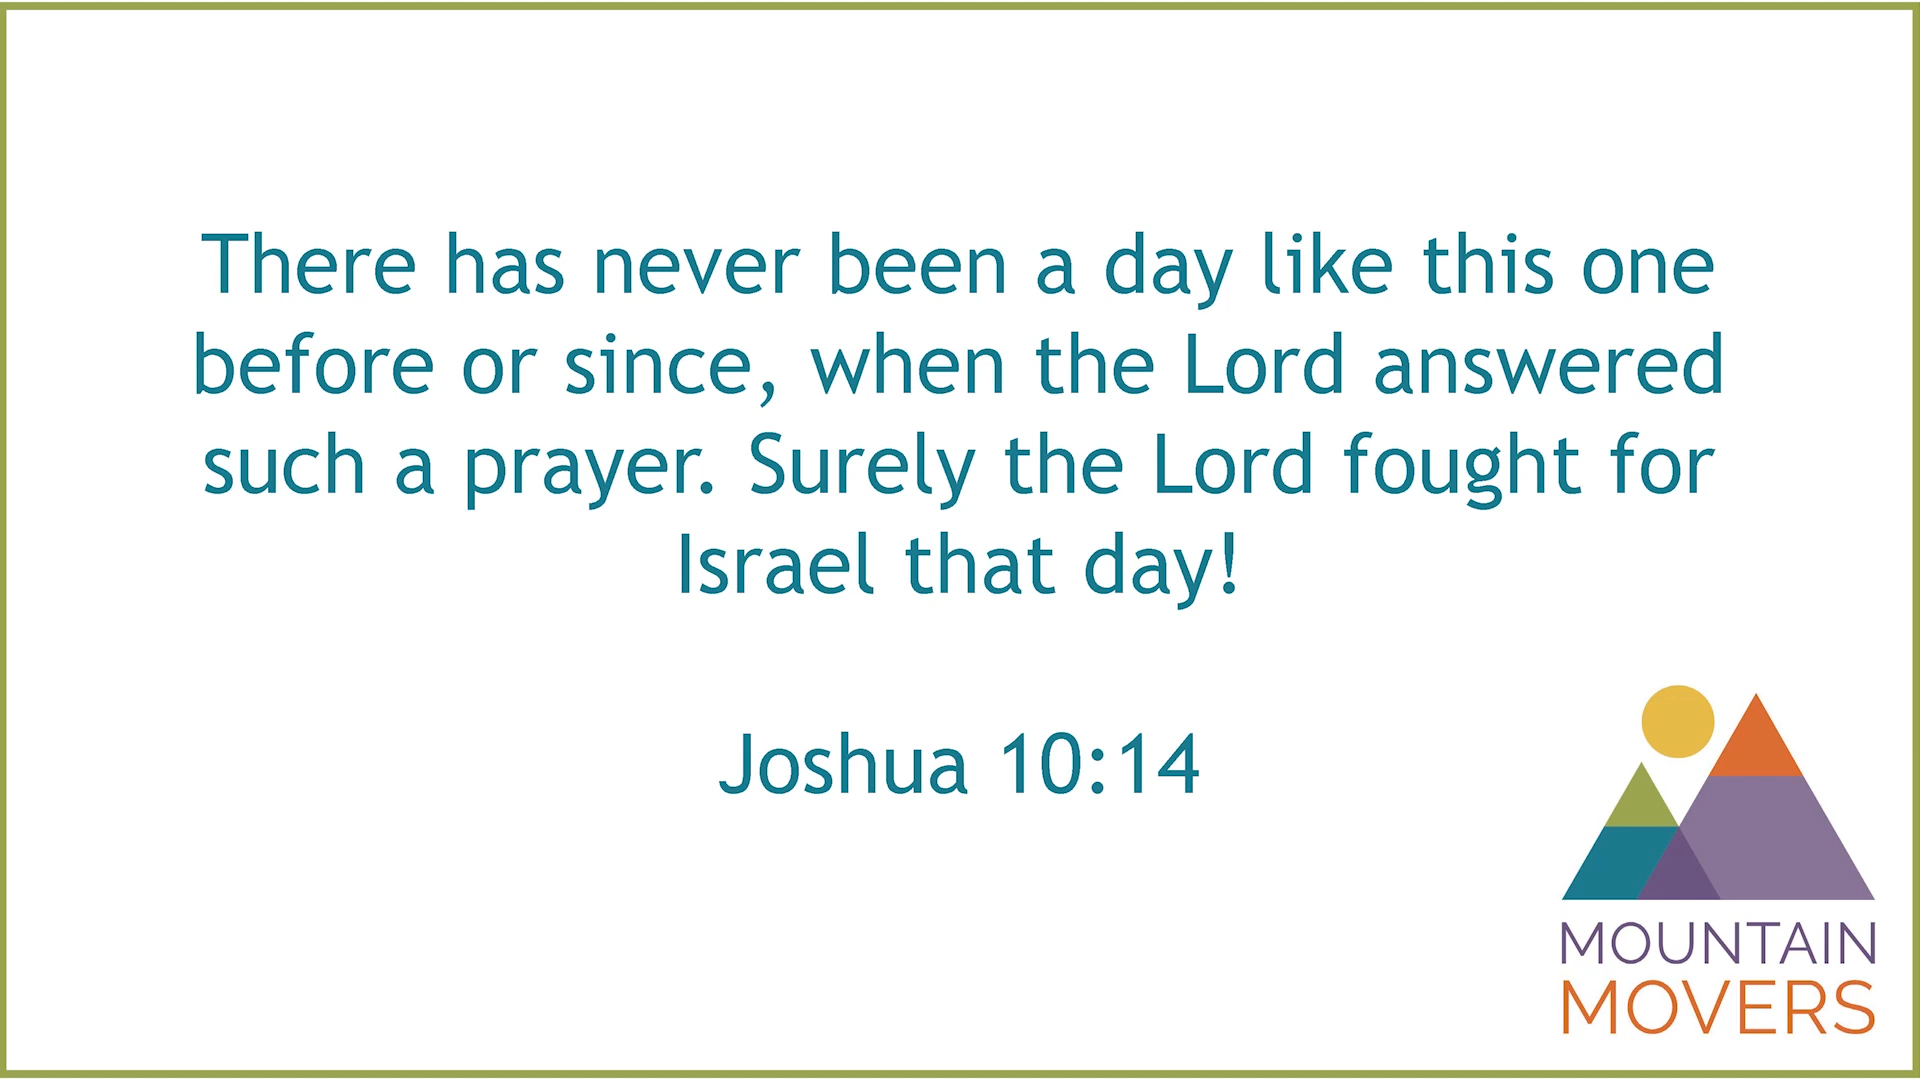 There has never been a day like this one
before or since, when the Lord answered
such a prayer. Surely the Lord fought for
Israel that day!
Joshua 10:14
MOUNTAIN
MOVERS